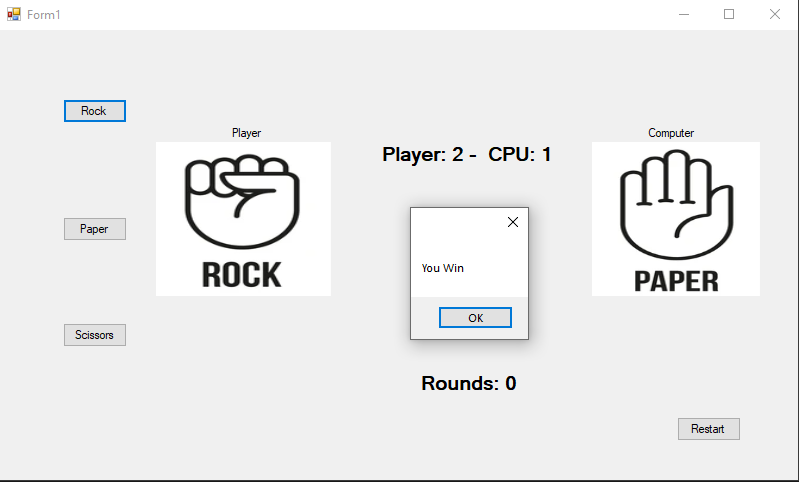 Form1
Rock
Player
Computer
Player: 2 - CPU: 1
ROCK
PAPER
Paper
You Win
OK
Scissors
Rounds: 0
Restart